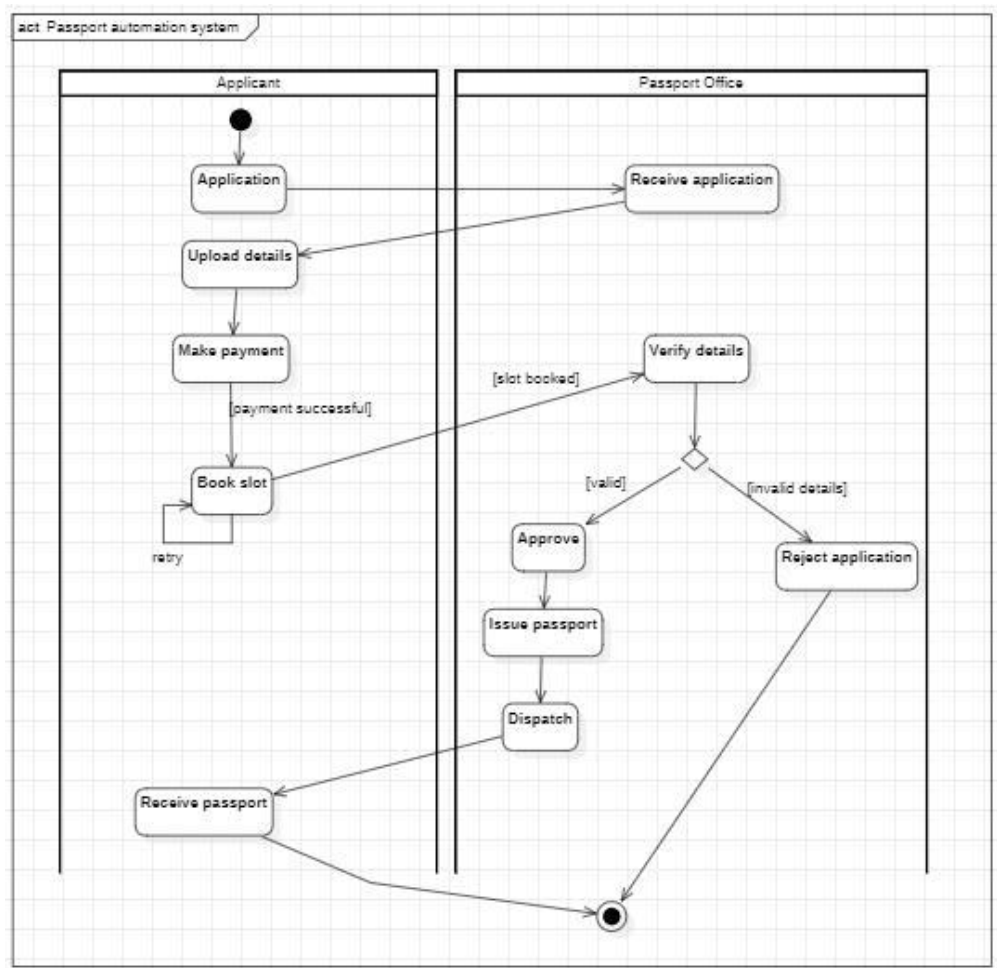 act Passport automation system
Applicant
Passport Office
Application
Receive application
Upload details
Make payment
Verify details
[slot booked]
[payment successful]
Book slot
[valid]
[invalid details]
retry
Approve
Reject application
Issue passport
Dispatch
Receive passport